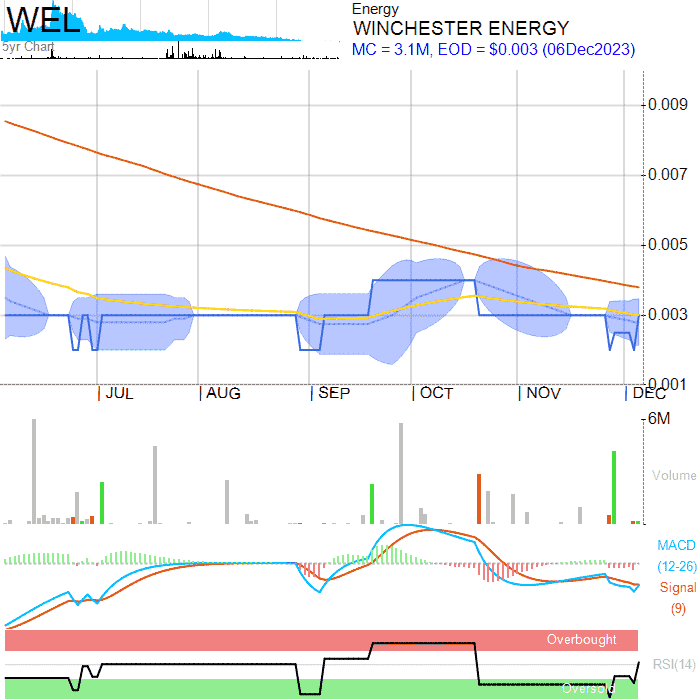 WEL
5yr Chart
Energy
WINCHESTER ENERGY
MC = 3.1M, EOD = $0.003 (06Dec2023)
0.009
0.007
0.005
0.003
0.001
JUL AUG SEP OCT NOV DEC
6M
Volume
MACD
(12-26)
Signal
(9)
Overbought
RSI(14)
Oversold